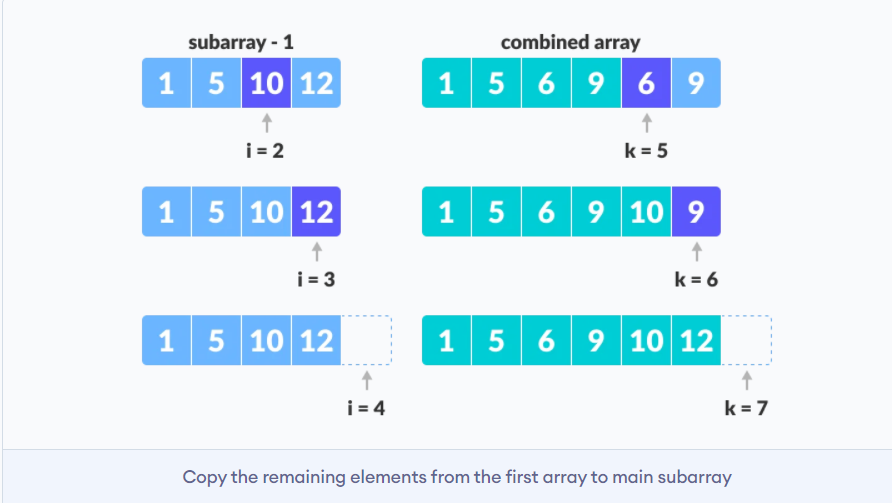 subarray - 1
combined array
1 5 10 12
1 5 6 9 6 9
i = 2
k = 5
1 5 10 12
1 5 6 9 10 9
i = 3
k = 6
1 5 10 12
1 5 6 9 10 12
i = 4
k = 7
Copy the remaining elements from the first array to main subarray